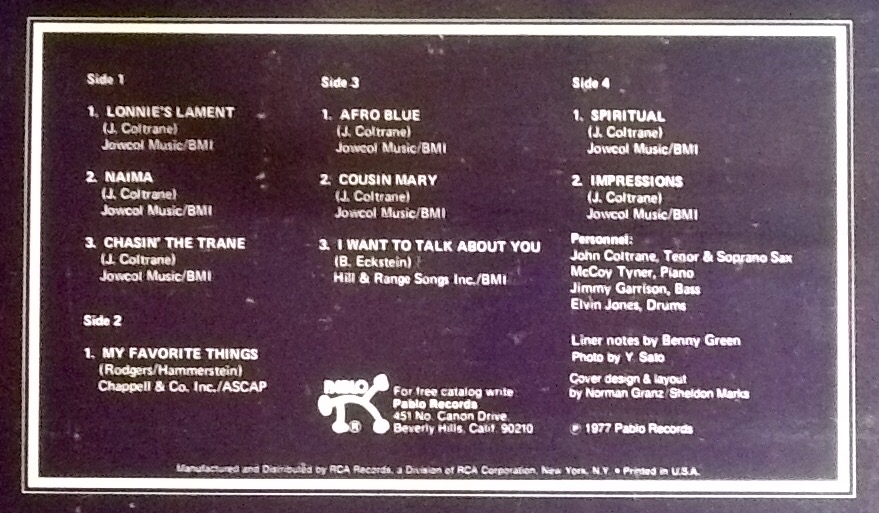 Side 1
1. LONNIE'S LAMENT
(J. Coltrane)
Jowcol Music/BMI
2. NAIMA
(J. Coltrane)
Jowcol Music/BMI
3. CHASIN' THE TRANE
(J. Coltrane)
Jowcol Music/BMI
Side 2
1. MY FAVORITE THINGS
(Rodgers/Hammerstein)
Chappell & Co. Inc./ASCAP
Side 3
1. AFRO BLUE
(J. Coltrane)
Jowcol Music/BMI
2. COUSIN MARY
(J. Coltrane)
Jowcol Music/BMI
3. I WANT TO TALK ABOUT YOU
(B. Eckstein)
Hill & Range Songs Inc./BMI
PABLO
®
For free catalog write
Pablo Records
451 No. Canon Drive
Beverly Hills, Calif. 90210
Side 4
1. SPIRITUAL
(J. Coltrane)
Jowcol Music/BMI
2. IMPRESSIONS
(J. Coltrane)
Jowcol Music/BMI
Personnel:
John Coltrane, Tenor & Soprano Sax
McCoy Tyner, Piano
Jimmy Garrison, Bass
Elvin Jones, Drums
Liner notes by Benny Green
Photo by Y. Sato
Cover design & layout
by Norman Granz/Sheldon Marks
℗ 1977 Pablo Records
Manufactured and Distributed by RCA Records, a Division of RCA Corporation, New York, N.Y. • Printed in U.S.A.